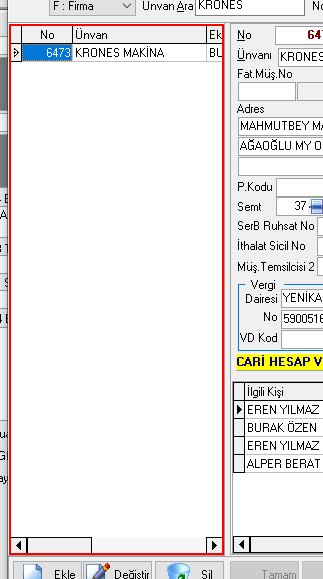 F : Firma Ünvan Ara KRONES
No Ünvan Ek
6473 KRONES MAKİNA BU
No 647
Ünvanı KRONES
Fat.Müş.No
Adres
MAHMUTBEY MA
AĞAOĞLU MY O
P.Kodu
Semt 37
SerB Ruhsat No
İthalat Sicil No
Müş.Temsilcisi 2
Vergi
Dairesi YENİKA
No 5900516
VD Kod
CARİ HESAP V
İlgili Kişi
EREN YILMAZ
BURAK ÖZEN
EREN YILMAZ
ALPER BERAT
Ekle Değiştir Sil Tamam